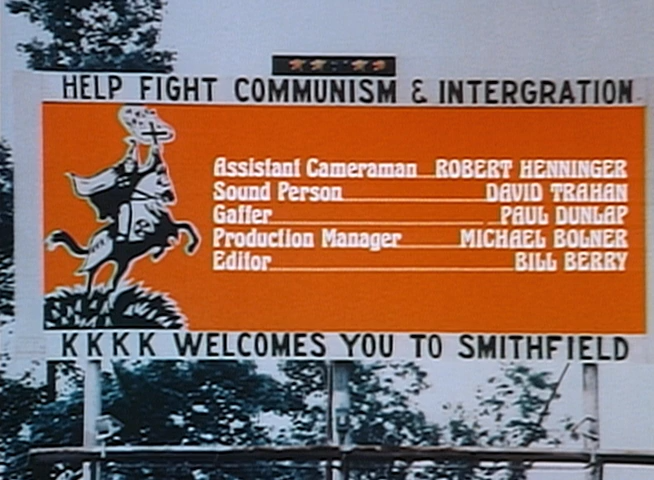 HELP FIGHT COMMUNISM & INTERGRATION
Assistant Cameraman ROBERT HENNINGER
Sound Person DAVID TRAHAN
Gaffer PAUL DUNLAP
Production Manager MICHAEL BOLNER
Editor BILL BERRY
KKKK WELCOMES YOU TO SMITHFIELD